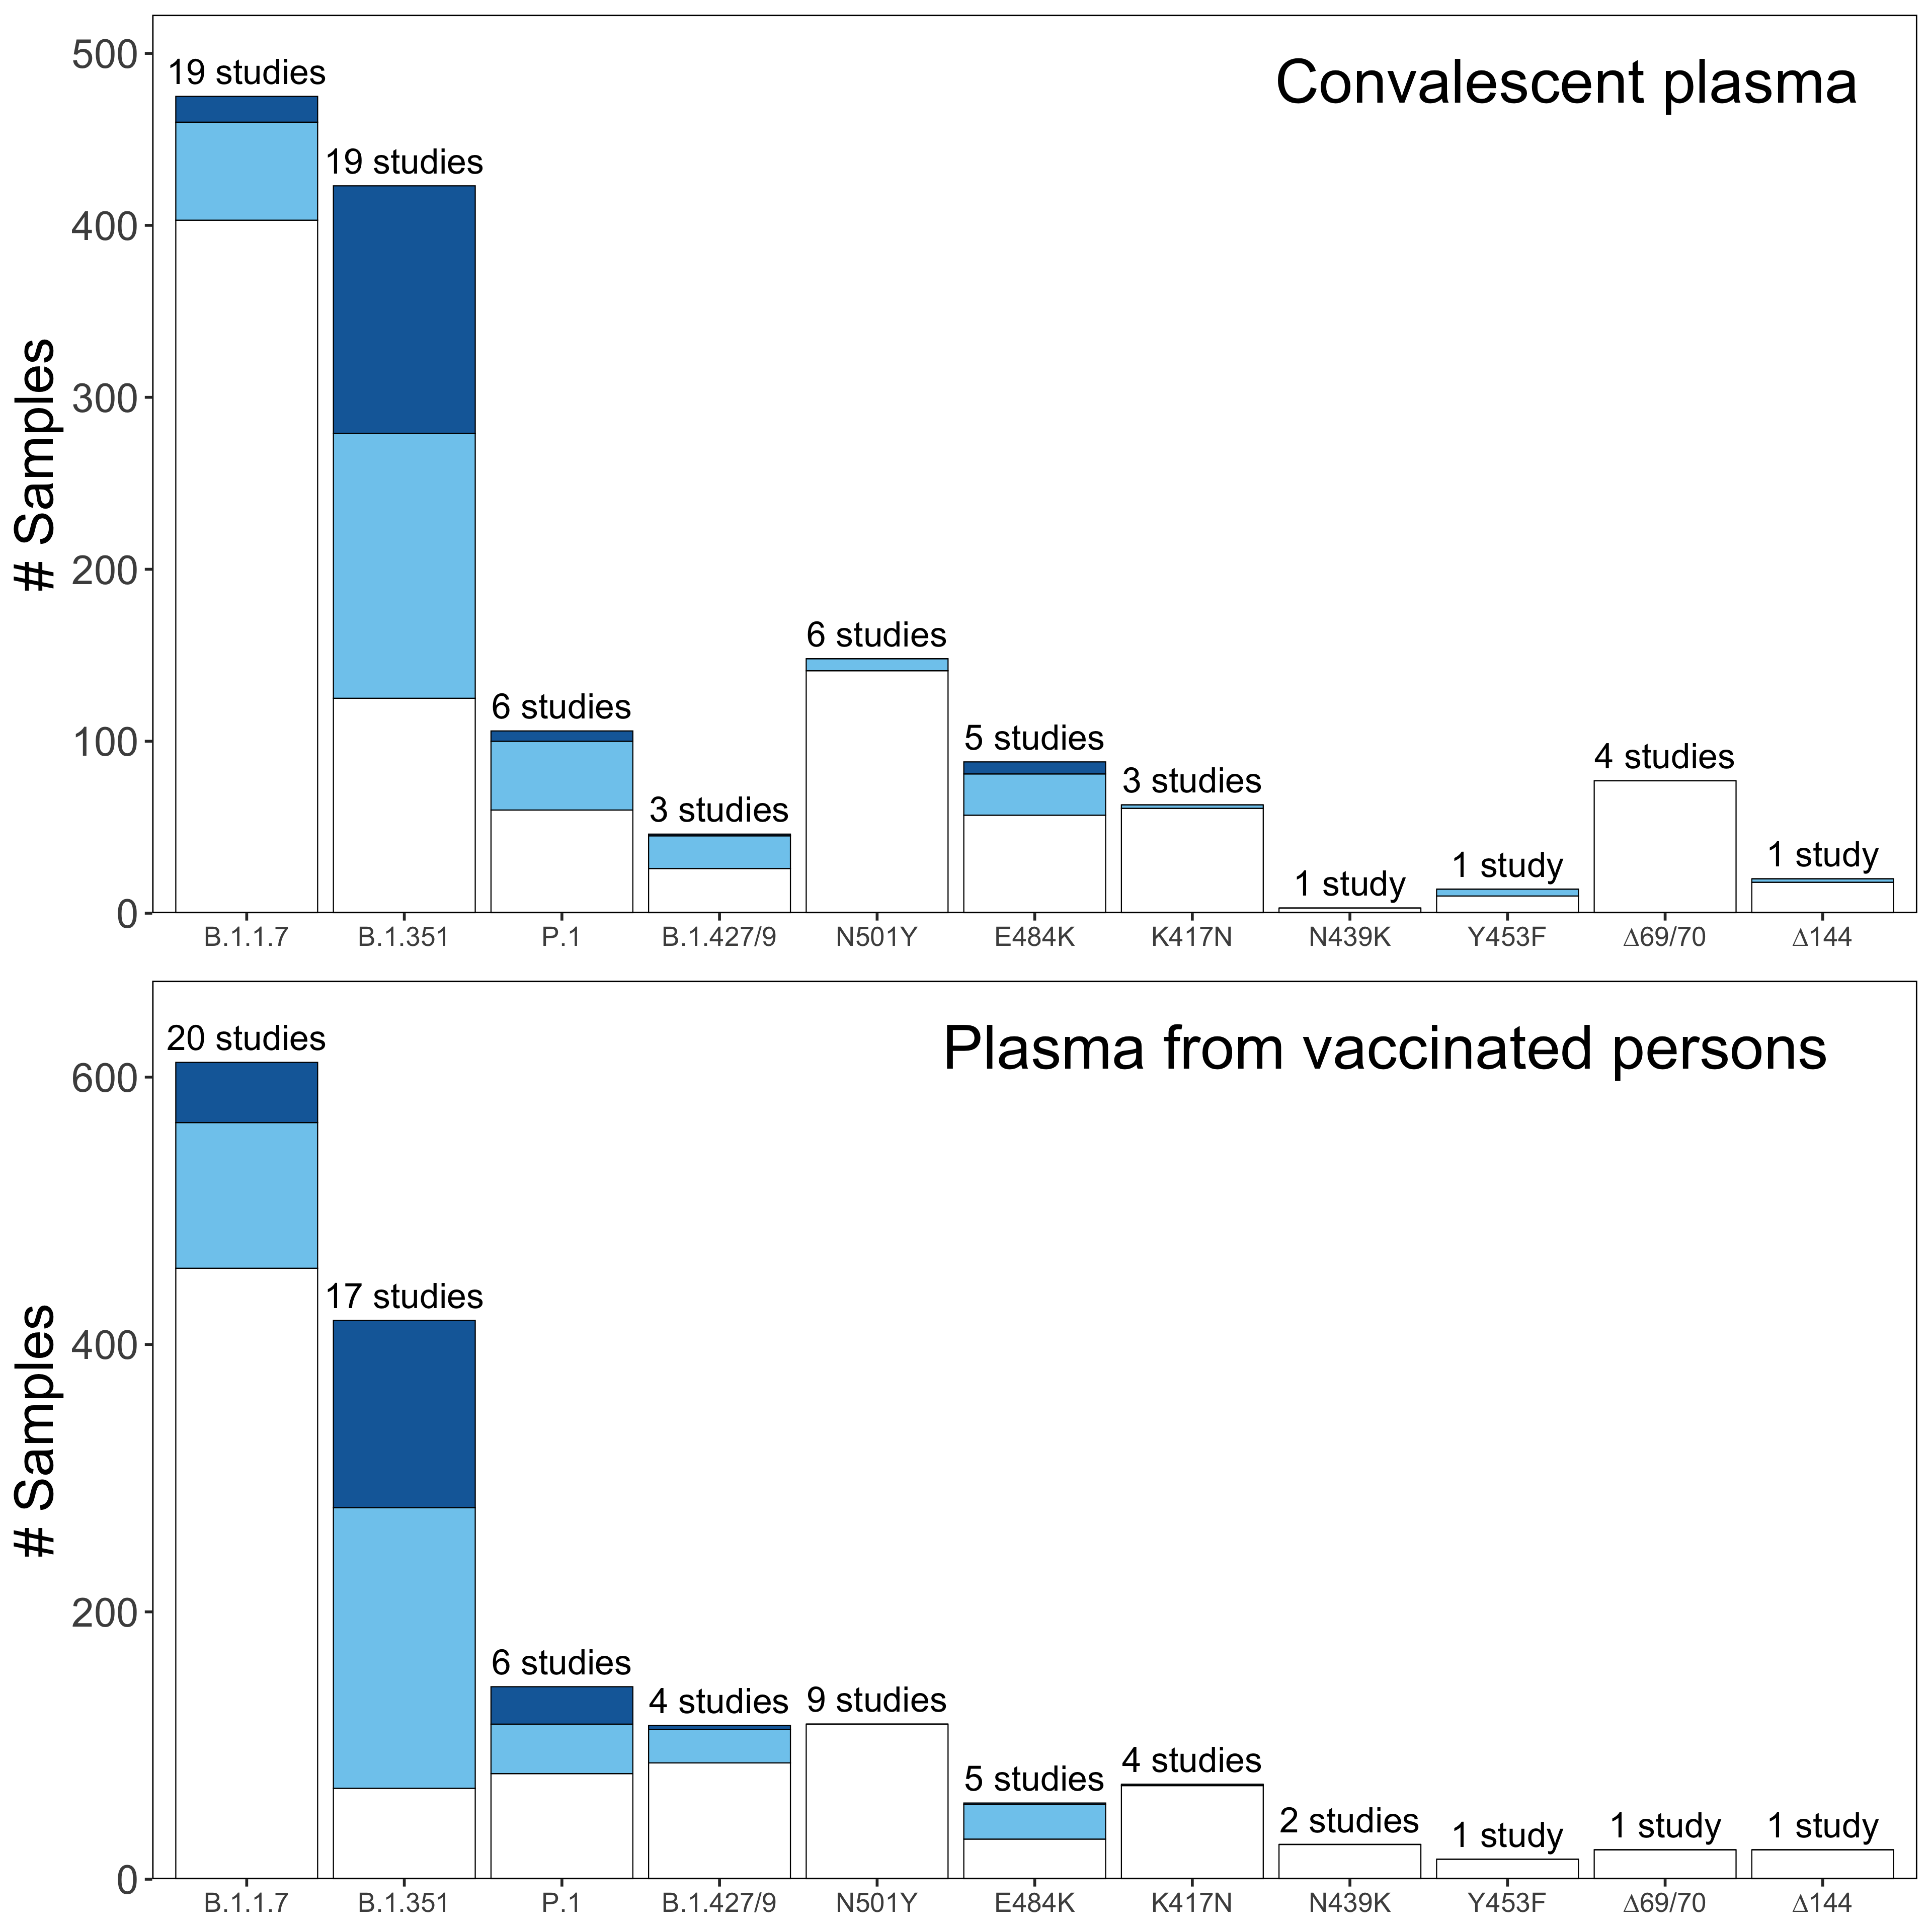 Convalescent plasma
# Samples
500
400
300
200
100
0
19 studies
19 studies
6 studies
3 studies
6 studies
5 studies
3 studies
1 study
1 study
4 studies
1 study
B.1.1.7
B.1.351
P.1
B.1.427/9
N501Y
E484K
K417N
N439K
Y453F
Δ69/70
Δ144
Plasma from vaccinated persons
# Samples
600
400
200
0
20 studies
17 studies
6 studies
4 studies
9 studies
5 studies
4 studies
2 studies
1 study
1 study
1 study
B.1.1.7
B.1.351
P.1
B.1.427/9
N501Y
E484K
K417N
N439K
Y453F
Δ69/70
Δ144